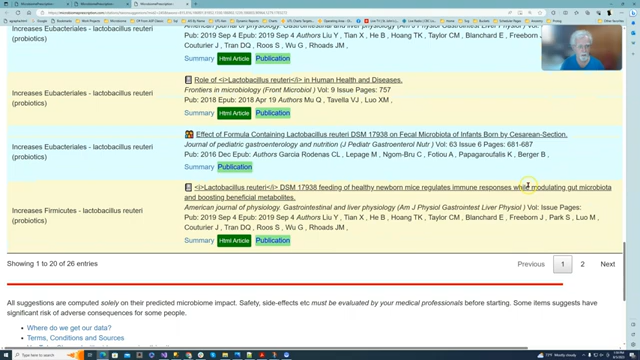 MicrobiomePrescription
MicrobiomePrescription
MicrobiomePrescription
Increases Eubacteriales - lactobacillus reuteri
(probiotics)
American journal of physiology. Gastrointestinal and liver physiology (Am J Physiol Gastrointest Liver Physiol)
Pub: 2019 Sep 4 Authors Liu Y , Tian X , He B , Hoang TK , Taylor CM , Blanchard E , Freeborn J
Couturier J , Tran DQ , Roos S , Wu G , Rhoads JM ,
Summary Html Article Publication
Increases Eubacteriales - lactobacillus reuteri
(probiotics)
Role of <i>Lactobacillus reuteri</i> in Human Health and Diseases.
Frontiers in microbiology (Front Microbiol) Vol: 9 Issue Pages: 757
Pub: 2018 Epub: 2018 Apr 19 Authors Mu Q , Tavella VJ , Luo XM ,
Summary Html Article Publication
Increases Eubacteriales - lactobacillus reuteri
(probiotics)
Effect of Formula Containing Lactobacillus reuteri DSM 17938 on Fecal Microbiota of Infants Born by Cesarean-Section.
Journal of pediatric gastroenterology and nutrition (J Pediatr Gastroenterol Nutr) Vol: 63 Issue 6 Pages: 681-687
Pub: 2016 Dec Epub: Authors Garcia Rodenas CL , Lepage M , Ngom-Bru C , Fotiou A , Papagaroufalis K , Berger B ,
Summary Publication
Increases Firmicutes - lactobacillus reuteri
(probiotics)
<i>Lactobacillus reuteri</i> DSM 17938 feeding of healthy newborn mice regulates immune responses while modulating gut microbiota
and boosting beneficial metabolites.
American journal of physiology. Gastrointestinal and liver physiology (Am J Physiol Gastrointest Liver Physiol) Vol: Issue Pages:
Pub: 2019 Sep 4 Authors Liu Y , Tian X , He B , Hoang TK , Taylor CM , Blanchard E , Freeborn J , Park S , Luo M ,
Couturier J , Tran DQ , Roos S , Wu G , Rhoads JM ,
Summary Html Article Publication
Showing 1 to 20 of 26 entries
Previous 1 2 Next
All suggestions are computed solely on their predicted microbiome impact. Safety, side-effects etc must be evaluated by your medical professionals before starting. Some items suggests have
significant risk of adverse consequences for some people.
Where do we get our data?
Terms, Conditions and Sources